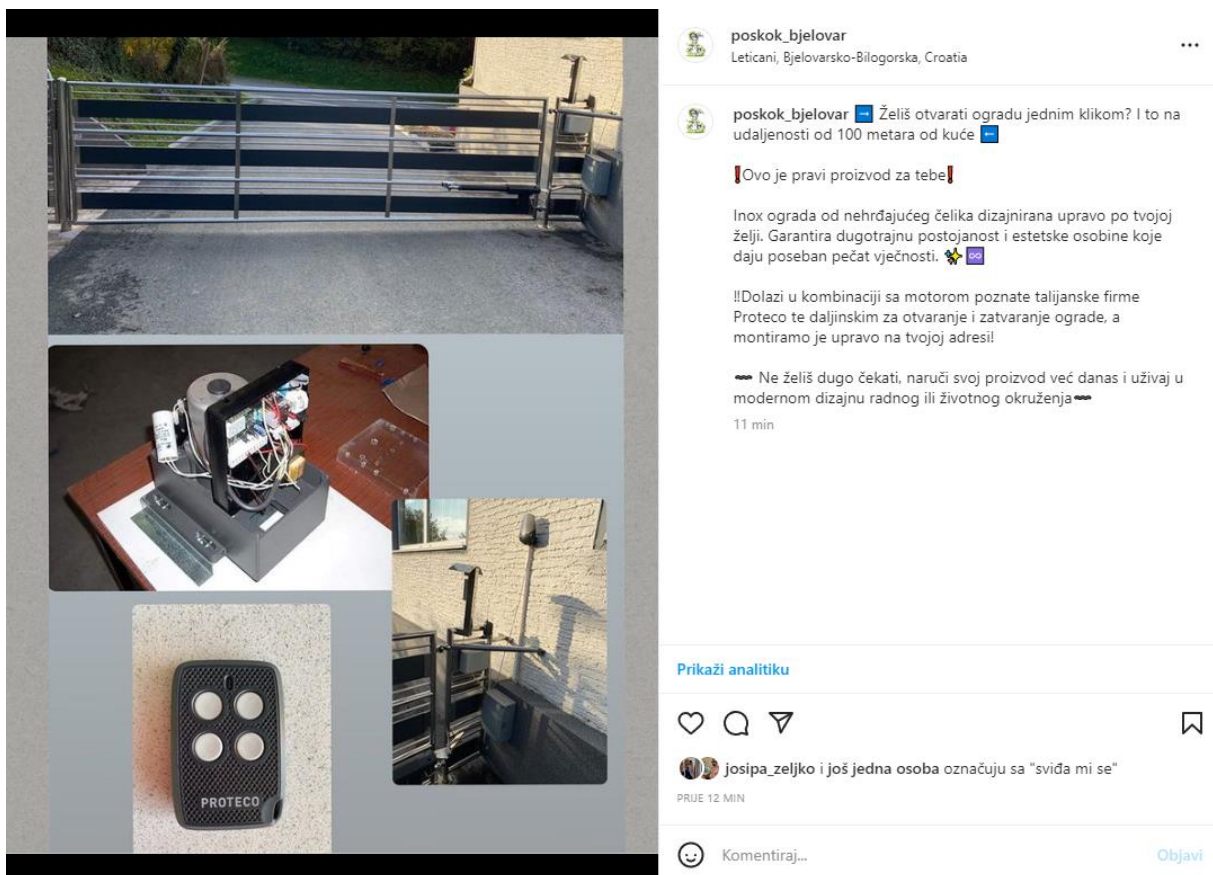 poskok_bjelovar
Leticani, Bjelovarsko-Bilogorska, Croatia
poskok_bjelovar ➡️ Želiš otvarati ogradu jednim klikom? I to na
udaljenosti od 100 metara od kuće ⬅️
❗Ovo je pravi proizvod za tebe❗
Inox ograda od nehrđajućeg čelika dizajnirana upravo po tvojoj
želji. Garantira dugotrajnu postojanost i estetske osobine koje
daju poseban pečat vječnosti. ✨♾️
‼Dolazi u kombinaciji sa motorom poznate talijanske firme
Proteco te daljinskim za otvaranje i zatvaranje ograde, a
montiramo je upravo na tvojoj adresi!
〰️ Ne želiš dugo čekati, naruči svoj proizvod već danas i uživaj u
modernom dizajnu radnog ili životnog okruženja〰️
11 min
Prikaži analitiku
josipa_zeljko i još jedna osoba označuju sa "sviđa mi se"
PRIJE 12 MIN
Komentiraj...
Objavi
PROTECO